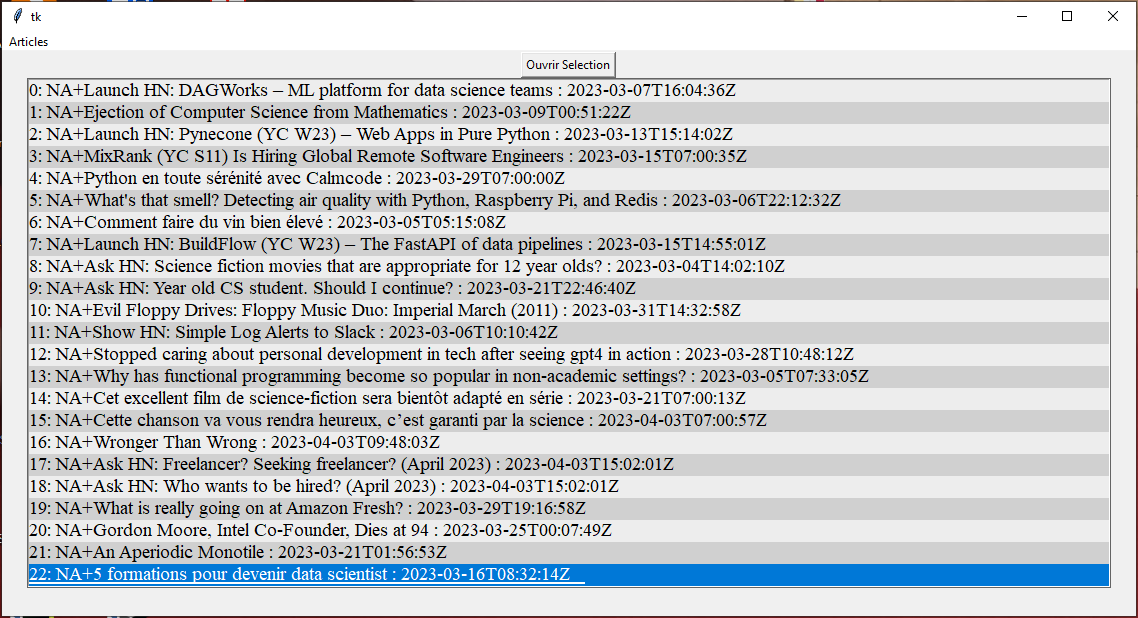 tk
Articles
Ouvrir Selection
0: NA+Launch HN: DAGWorks – ML platform for data science teams : 2023-03-07T16:04:36Z
1: NA+Ejection of Computer Science from Mathematics : 2023-03-09T00:51:22Z
2: NA+Launch HN: Pynecone (YC W23) – Web Apps in Pure Python : 2023-03-13T15:14:02Z
3: NA+MixRank (YC S11) Is Hiring Global Remote Software Engineers : 2023-03-15T07:00:35Z
4: NA+Python en toute sérénité avec Calmcode : 2023-03-29T07:00:00Z
5: NA+What's that smell? Detecting air quality with Python, Raspberry Pi, and Redis : 2023-03-06T22:12:32Z
6: NA+Comment faire du vin bien élevé : 2023-03-05T05:15:08Z
7: NA+Launch HN: BuildFlow (YC W23) – The FastAPI of data pipelines : 2023-03-15T14:55:01Z
8: NA+Ask HN: Science fiction movies that are appropriate for 12 year olds? : 2023-03-04T14:02:10Z
9: NA+Ask HN: Year old CS student. Should I continue? : 2023-03-21T22:46:40Z
10: NA+Evil Floppy Drives: Floppy Music Duo: Imperial March (2011) : 2023-03-31T14:32:58Z
11: NA+Show HN: Simple Log Alerts to Slack : 2023-03-06T10:10:42Z
12: NA+Stopped caring about personal development in tech after seeing gpt4 in action : 2023-03-28T10:48:12Z
13: NA+Why has functional programming become so popular in non-academic settings? : 2023-03-05T07:33:05Z
14: NA+Cet excellent film de science-fiction sera bientôt adapté en série : 2023-03-21T07:00:13Z
15: NA+Cette chanson va vous rendra heureux, c’est garanti par la science : 2023-04-03T07:00:57Z
16: NA+Wronger Than Wrong : 2023-04-03T09:48:03Z
17: NA+Ask HN: Freelancer? Seeking freelancer? (April 2023) : 2023-04-03T15:02:01Z
18: NA+Ask HN: Who wants to be hired? (April 2023) : 2023-04-03T15:02:01Z
19: NA+What is really going on at Amazon Fresh? : 2023-03-29T19:16:58Z
20: NA+Gordon Moore, Intel Co-Founder, Dies at 94 : 2023-03-25T00:07:49Z
21: NA+An Aperiodic Monotile : 2023-03-21T01:56:53Z
22: NA+5 formations pour devenir data scientist : 2023-03-16T08:32:14Z